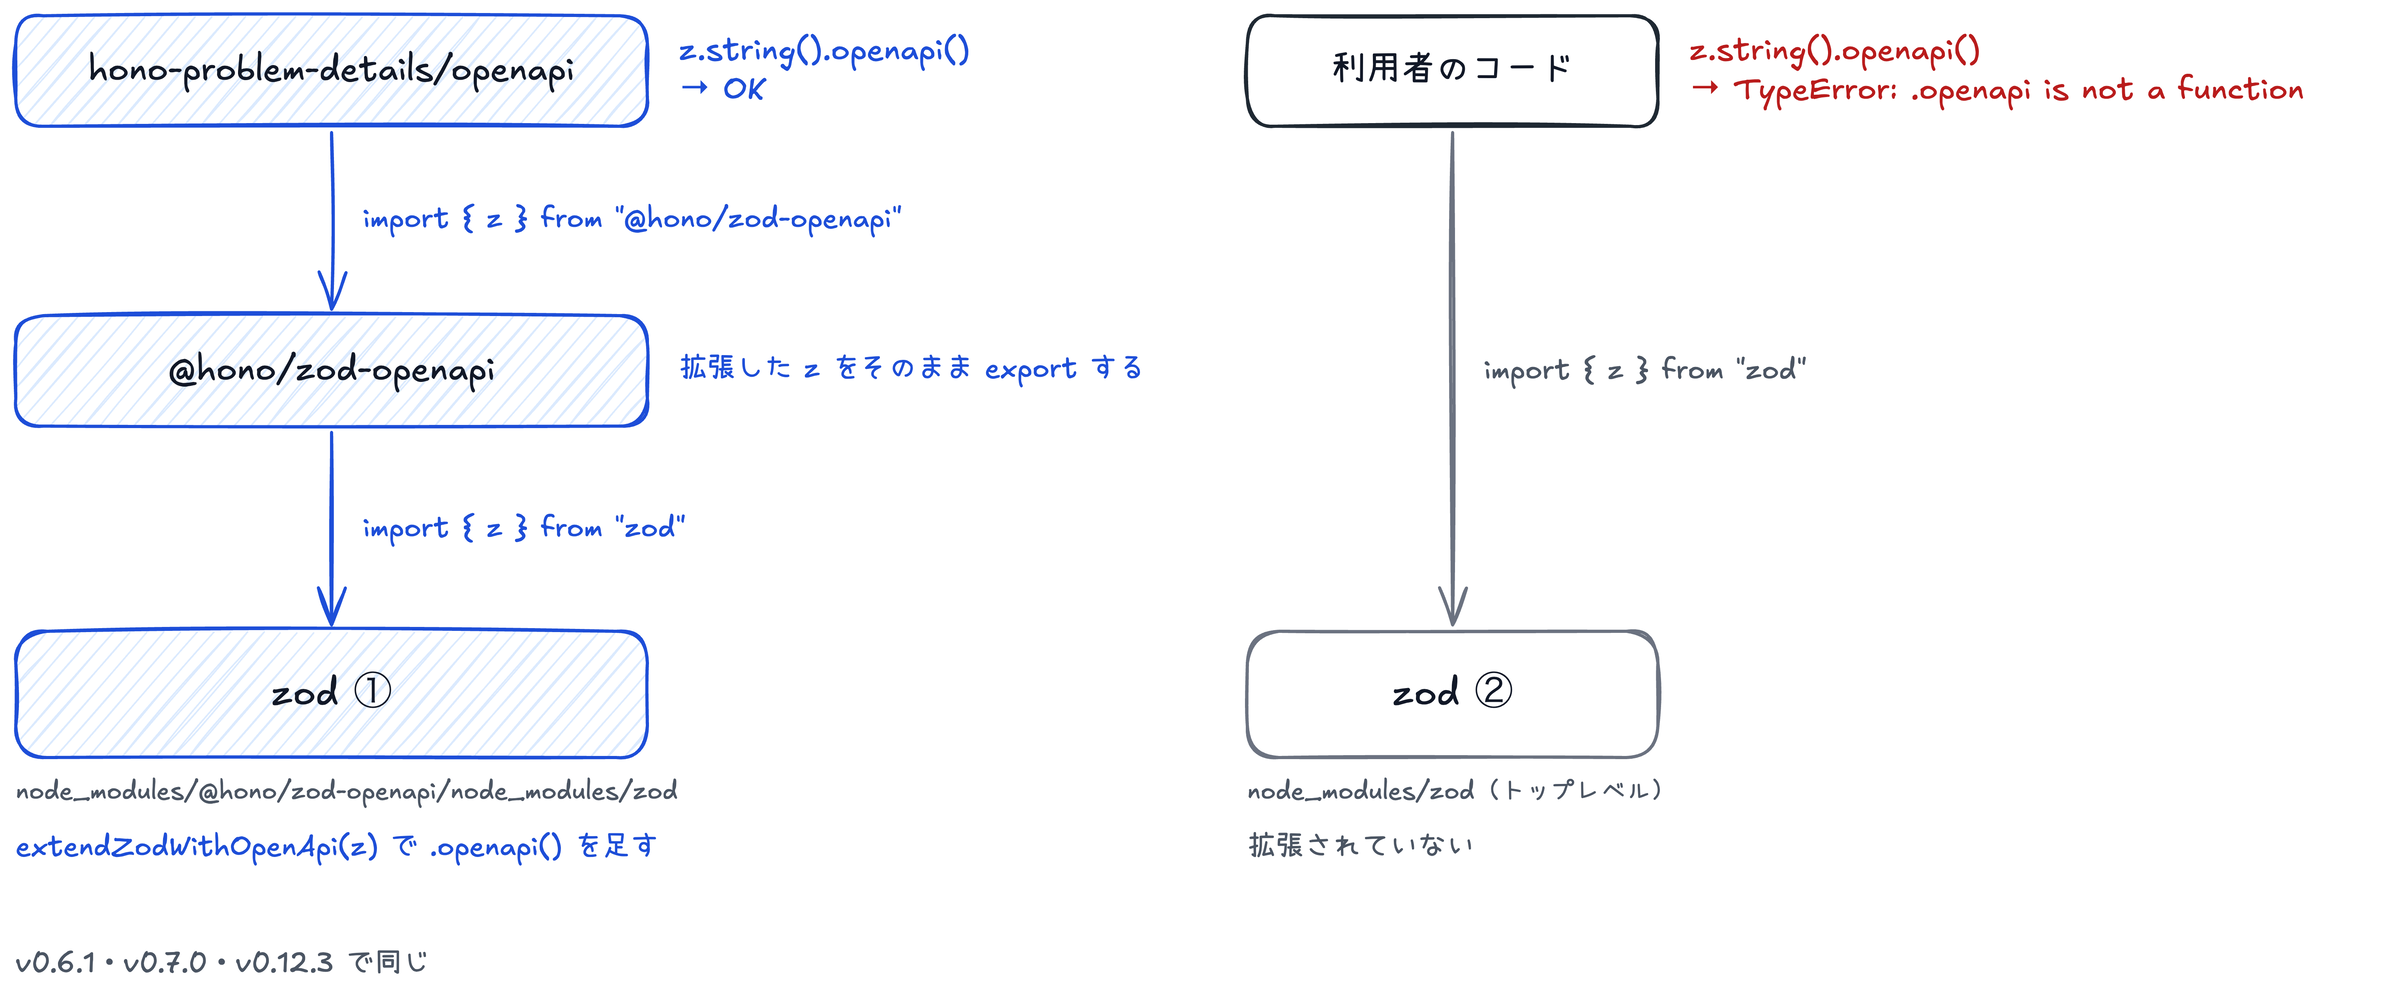 hono-problem-details/openapi
z.string().openapi()
→ OK
import { z } from "@hono/zod-openapi"
@hono/zod-openapi
拡張した z をそのまま export する
import { z } from "zod"
zod ①
node_modules/@hono/zod-openapi/node_modules/zod
extendZodWithOpenApi(z) で .openapi() を足す
利用者のコード
z.string().openapi()
→ TypeError: .openapi is not a function
import { z } from "zod"
zod ②
node_modules/zod（トップレベル）
拡張されていない
v0.6.1・v0.7.0・v0.12.3 で同じ